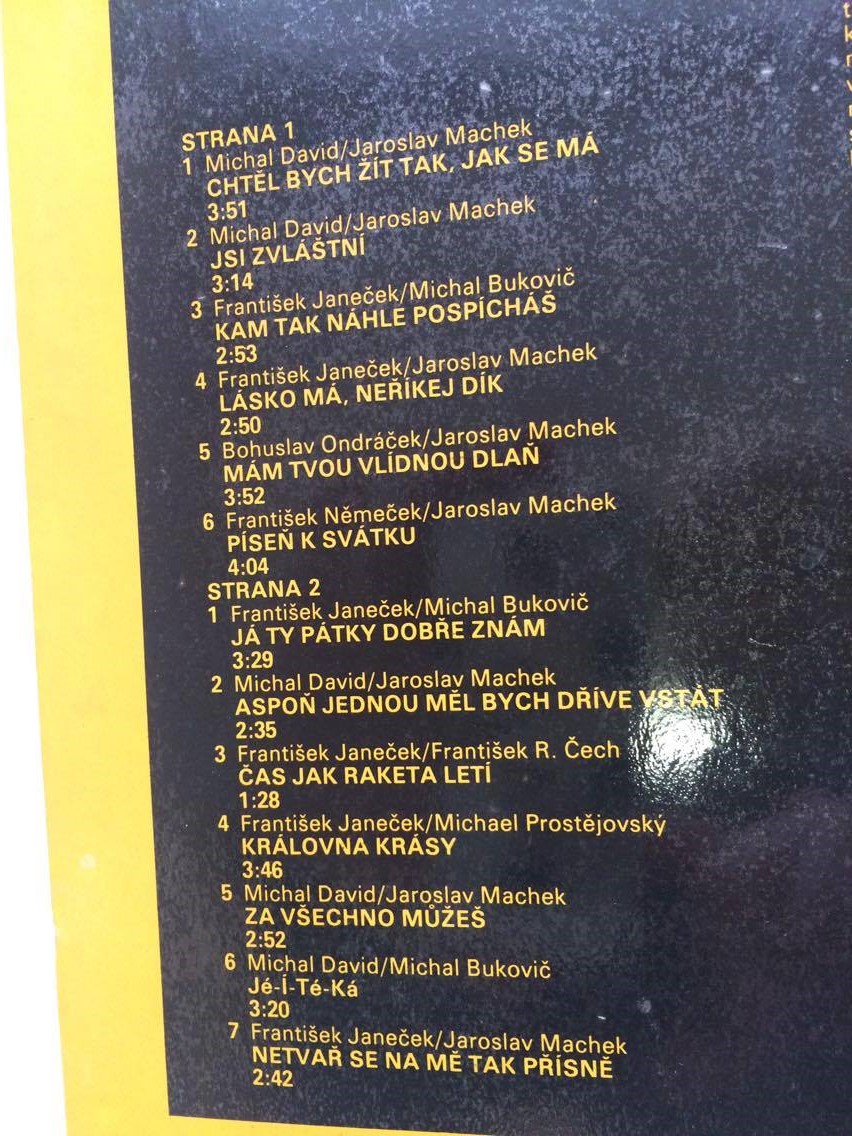 STRANA 1
1 Michal David/Jaroslav Machek
CHTĚL BYCH ŽÍT TAK, JAK SE MÁ
3:51
2 Michal David/Jaroslav Machek
JSI ZVLÁŠTNÍ
3:14
3 František Janeček/Michal Bukovič
KAM TAK NÁHLE POSPÍCHÁŠ
2:53
4 František Janeček/Jaroslav Machek
LÁSKO MÁ, NEŘÍKEJ DÍK
2:50
5 Bohuslav Ondráček/Jaroslav Machek
MÁM TVOU VLÍDNOU DLAŇ
3:52
6 František Němeček/Jaroslav Machek
PÍSEŇ K SVÁTKU
4:04
STRANA 2
1 František Janeček/Michal Bukovič
JÁ TY PÁTKY DOBŘE ZNÁM
3:29
2 Michal David/Jaroslav Machek
ASPOŇ JEDNOU MĚL BYCH DŘÍVE VSTÁT
2:35
3 František Janeček/František R. Čech
ČAS JAK RAKETA LETÍ
1:28
4 František Janeček/Michael Prostějovský
KRÁLOVNA KRÁSY
3:46
5 Michal David/Jaroslav Machek
ZA VŠECHNO MŮŽEŠ
2:52
6 Michal David/Michal Bukovič
Jé-Í-Té-Ká
3:20
7 František Janeček/Jaroslav Machek
NETVAŘ SE NA MĚ TAK PŘÍSNĚ
2:42